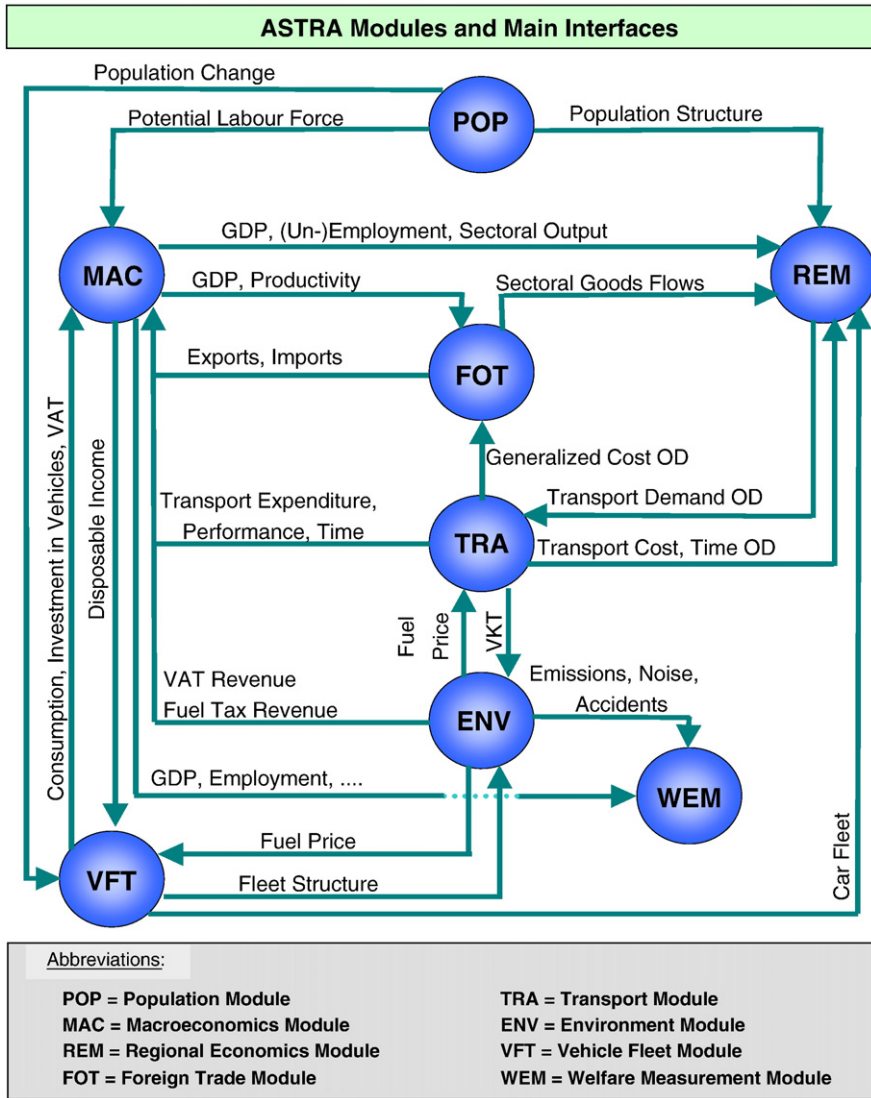 ASTRA Modules and Main Interfaces
Population Change
POP
Potential Labour Force
Population Structure
GDP, (Un-)Employment, Sectoral Output
MAC
REM
GDP, Productivity
Sectoral Goods Flows
Exports, Imports
FOT
Generalized Cost OD
Transport Expenditure,
Performance, Time
Transport Demand OD
TRA
Transport Cost, Time OD
Consumption, Investment in Vehicles, VAT
Disposable Income
Fuel
Price
VKT
VAT Revenue
Fuel Tax Revenue
ENV
Emissions, Noise,
Accidents
GDP, Employment, ....
WEM
Fuel Price
VFT
Fleet Structure
Car Fleet
Abbreviations:
POP = Population Module
MAC = Macroeconomics Module
REM = Regional Economics Module
FOT = Foreign Trade Module
TRA = Transport Module
ENV = Environment Module
VFT = Vehicle Fleet Module
WEM = Welfare Measurement Module